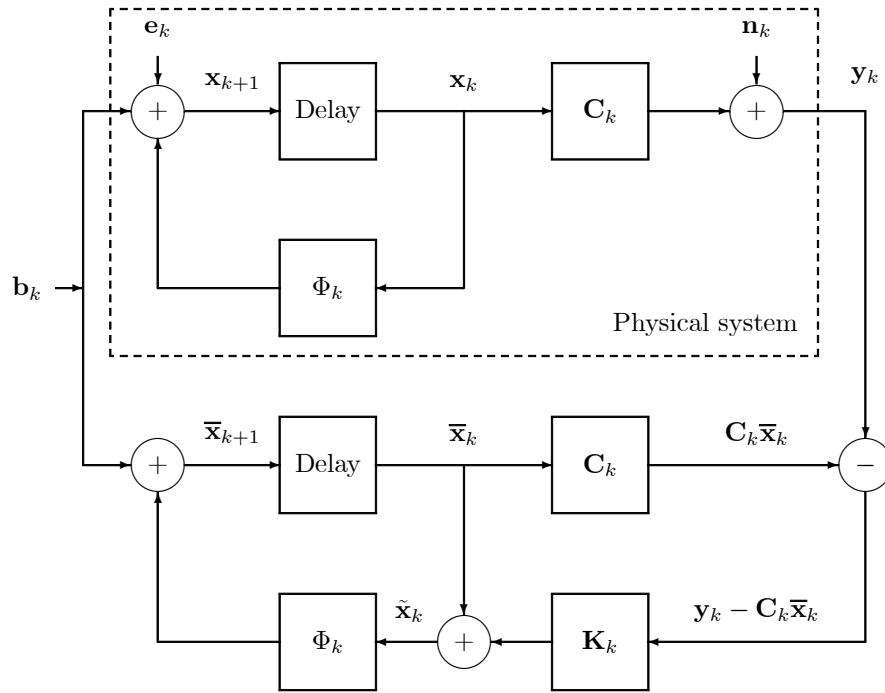 e_k
n_k
x_{k+1}
x_k
y_k
+
Delay
C_k
+
b_k
Φ_k
Physical system
x̅_{k+1}
x̅_k
C_k x̅_k
+
Delay
C_k
−
x̃_k
y_k − C_k x̅_k
Φ_k
+
K_k